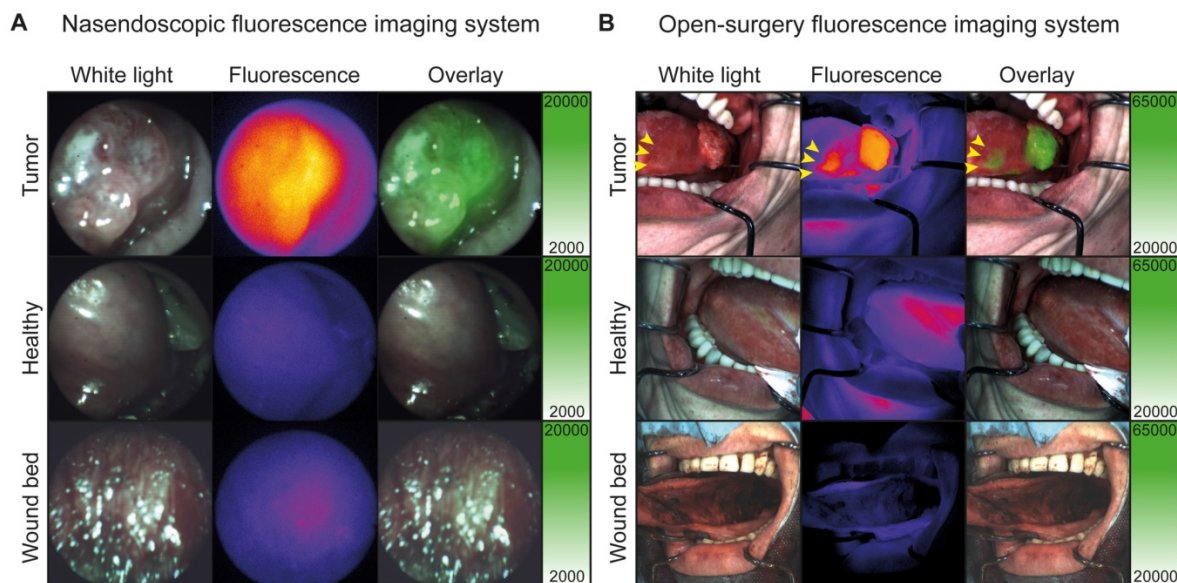 A Nasendoscopic fluorescence imaging system
White light Fluorescence Overlay
Tumor
20000
2000
Healthy
20000
2000
Wound bed
20000
2000
B Open-surgery fluorescence imaging system
White light Fluorescence Overlay
Tumor
65000
20000
Healthy
65000
20000
Wound bed
65000
20000